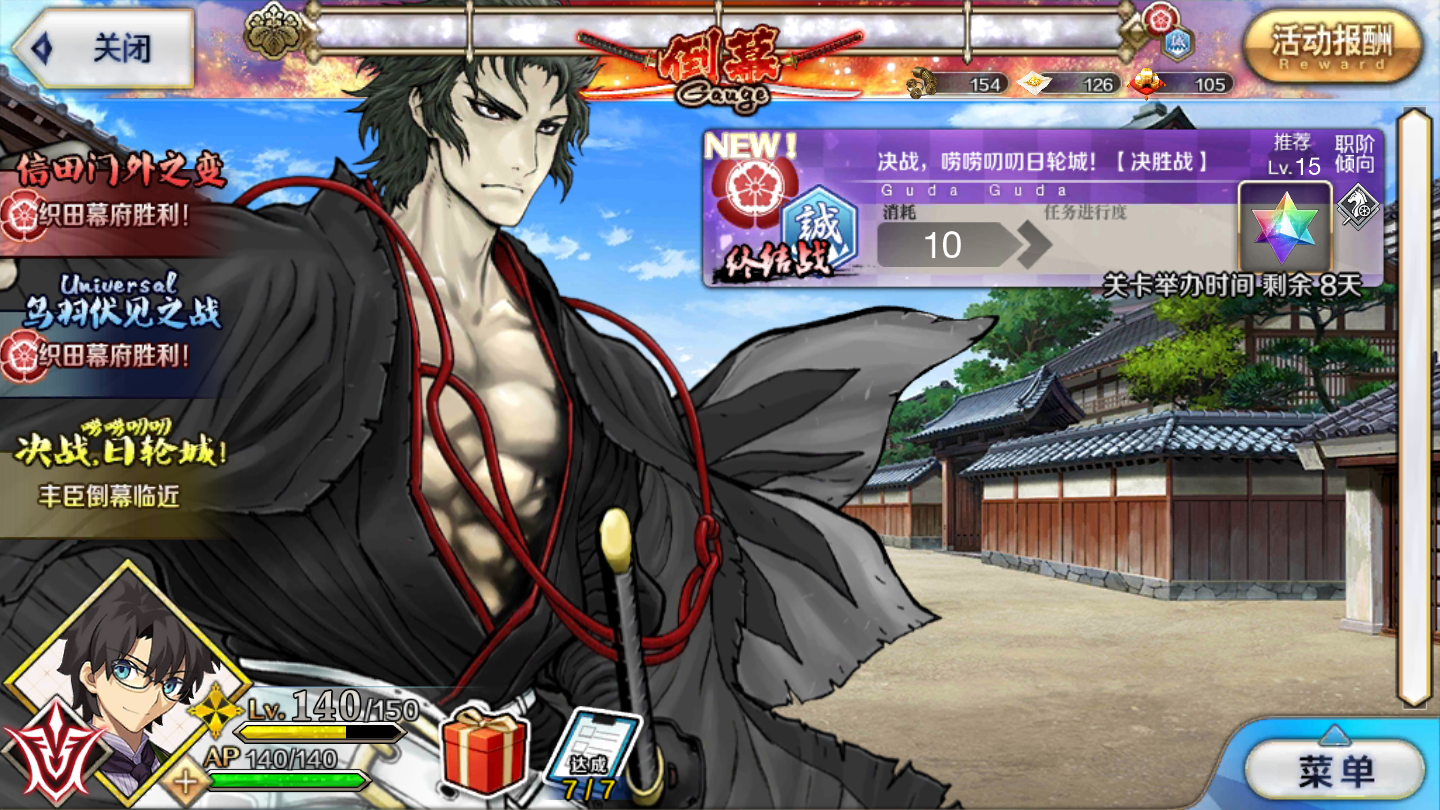 关闭
倒幕
Gauge
154
126
105
活动报酬
Reward
信田门外之变
织田幕府胜利!
Universal
鸟羽伏见之战
织田幕府胜利!
唠唠叨叨
决战,日轮城!
丰臣倒幕临近
NEW!
誠
终结战
决战，唠唠叨叨日轮城!【决胜战】
Guda Guda
消耗
任务进行度
10
推荐
Lv.15
职阶
倾向
关卡举办时间 剩余 8天
Lv.140/150
AP 140/140
达成
7/7
菜单